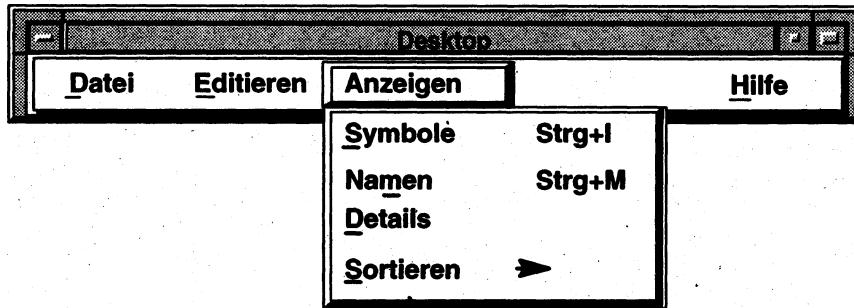 Desktop
Datei Editieren Anzeigen Hilfe
Symbole Strg+I
Namen Strg+M
Details
Sortieren